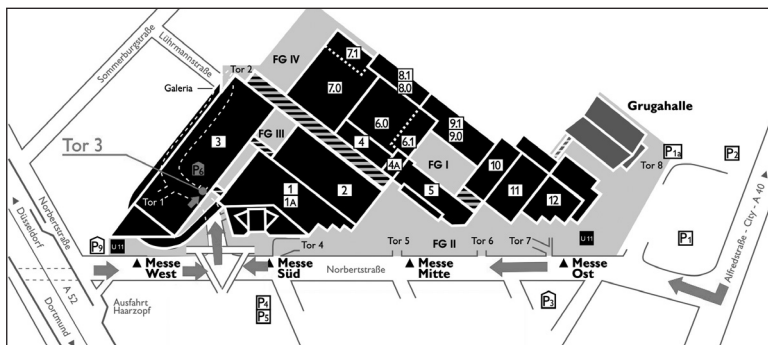 Sommerburgstraße
Lührmannstraße
Galeria
Tor 2
FG IV
7.1
7.0
8.1
8.0
Grugahalle
Tor 3
3
FG III
6.0
6.1
9.1
9.0
4
4A
FG I
10
P1a
P2
Tor 8
P6
Tor 1
1
1A
2
5
11
12
Norbertstraße
Düsseldorf
P9
U 11
Tor 4
Tor 5
FG II
Tor 6
Tor 7
U 11
P1
Messe
West
Messe
Süd
Norbertstraße
Messe
Mitte
Messe
Ost
A 52
Dortmund
Ausfahrt
Haarzopf
P4
P5
P3
Alfredstraße - City - A 40